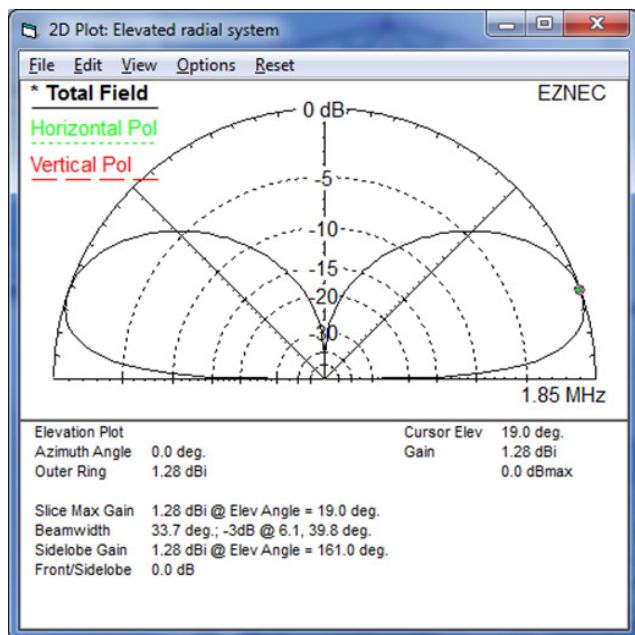 2D Plot: Elevated radial system
File Edit View Options Reset
* Total Field EZNEC
Horizontal Pol
Vertical Pol
0 dB
-5
-10
-15
-20
-30
1.85 MHz
Elevation Plot Cursor Elev 19.0 deg.
Azimuth Angle 0.0 deg. Gain 1.28 dBi
Outer Ring 1.28 dBi 0.0 dBmax
Slice Max Gain 1.28 dBi @ Elev Angle = 19.0 deg.
Beamwidth 33.7 deg.; -3dB @ 6.1, 39.8 deg.
Sidelobe Gain 1.28 dBi @ Elev Angle = 161.0 deg.
Front/Sidelobe 0.0 dB